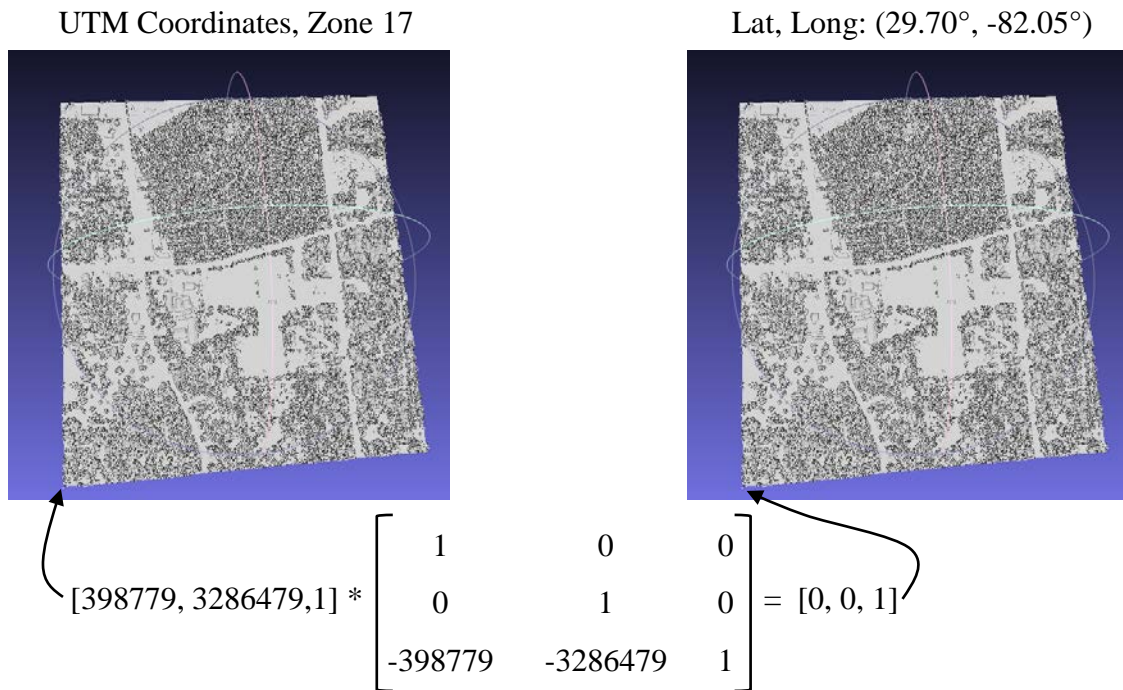 UTM Coordinates, Zone 17
Lat, Long: (29.70°, -82.05°)
1 0 0
[398779, 3286479,1] * 0 1 0 = [0, 0, 1]
-398779 -3286479 1